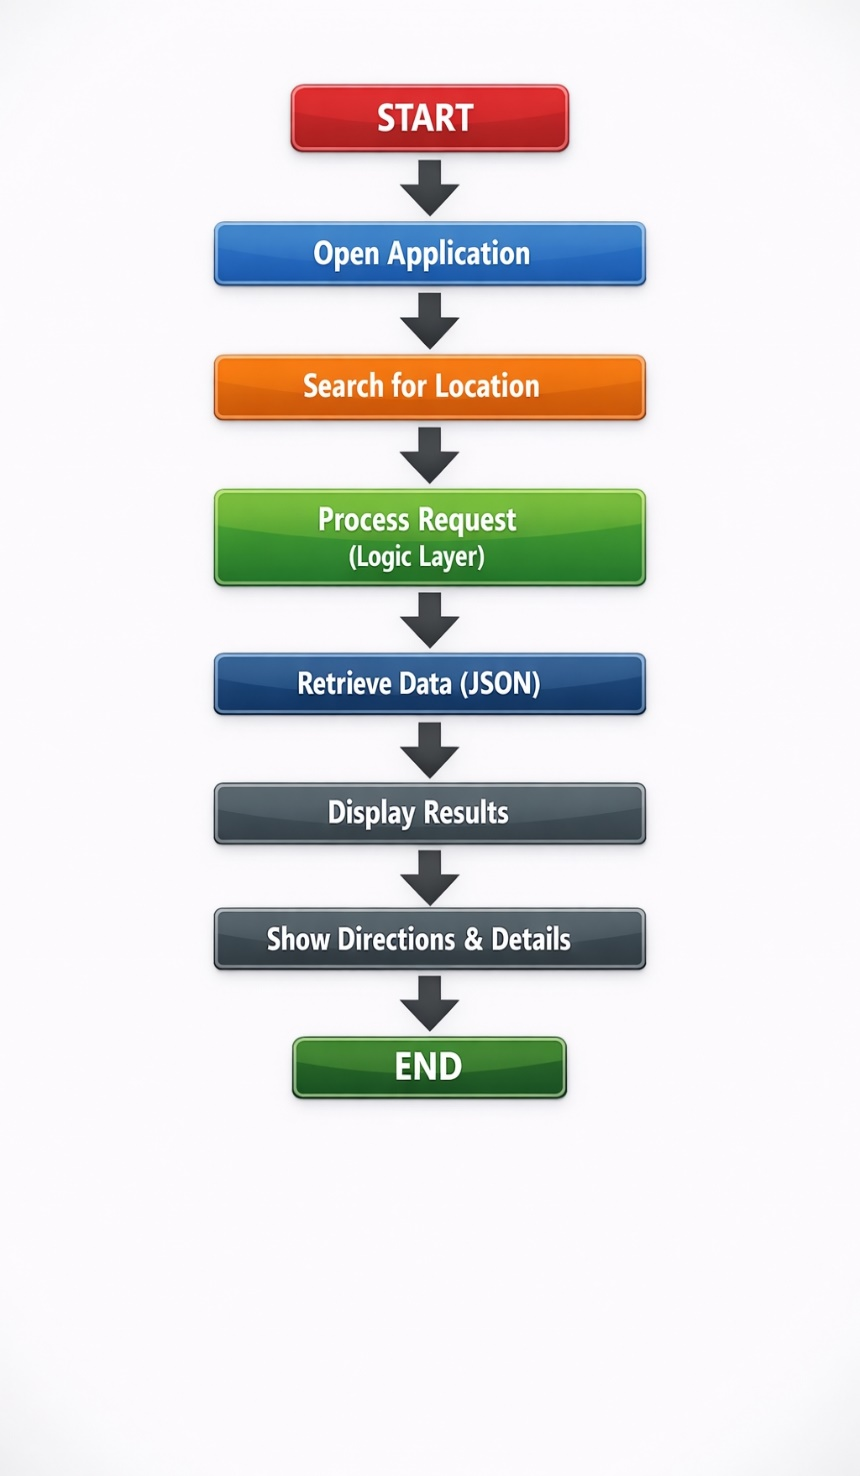 START
Open Application
Search for Location
Process Request
(Logic Layer)
Retrieve Data (JSON)
Display Results
Show Directions & Details
END